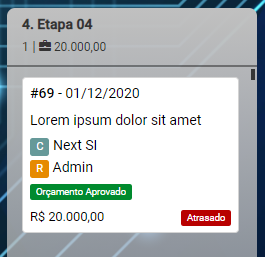 4. Etapa 04
1 | 20.000,00
#69 - 01/12/2020
Lorem ipsum dolor sit amet
C Next SI
R Admin
Orçamento Aprovado
R$ 20.000,00 Atrasado